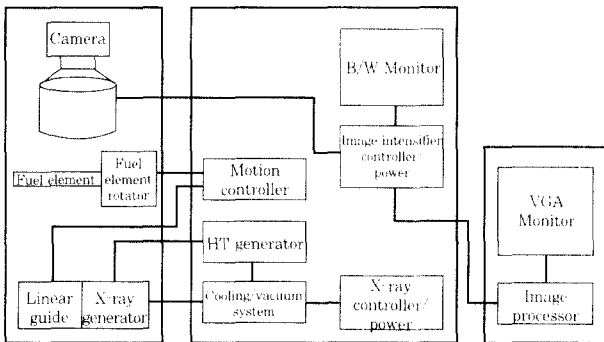 Camera
Fuel element
Fuel
element
rotator
Linear
guide
X-ray
generator
B/W Monitor
Image intensifier
controller/
power
Motion
controller
HT generator
Cooling/vacuum
system
X-ray
controller/
power
VGA
Monitor
Image
processor